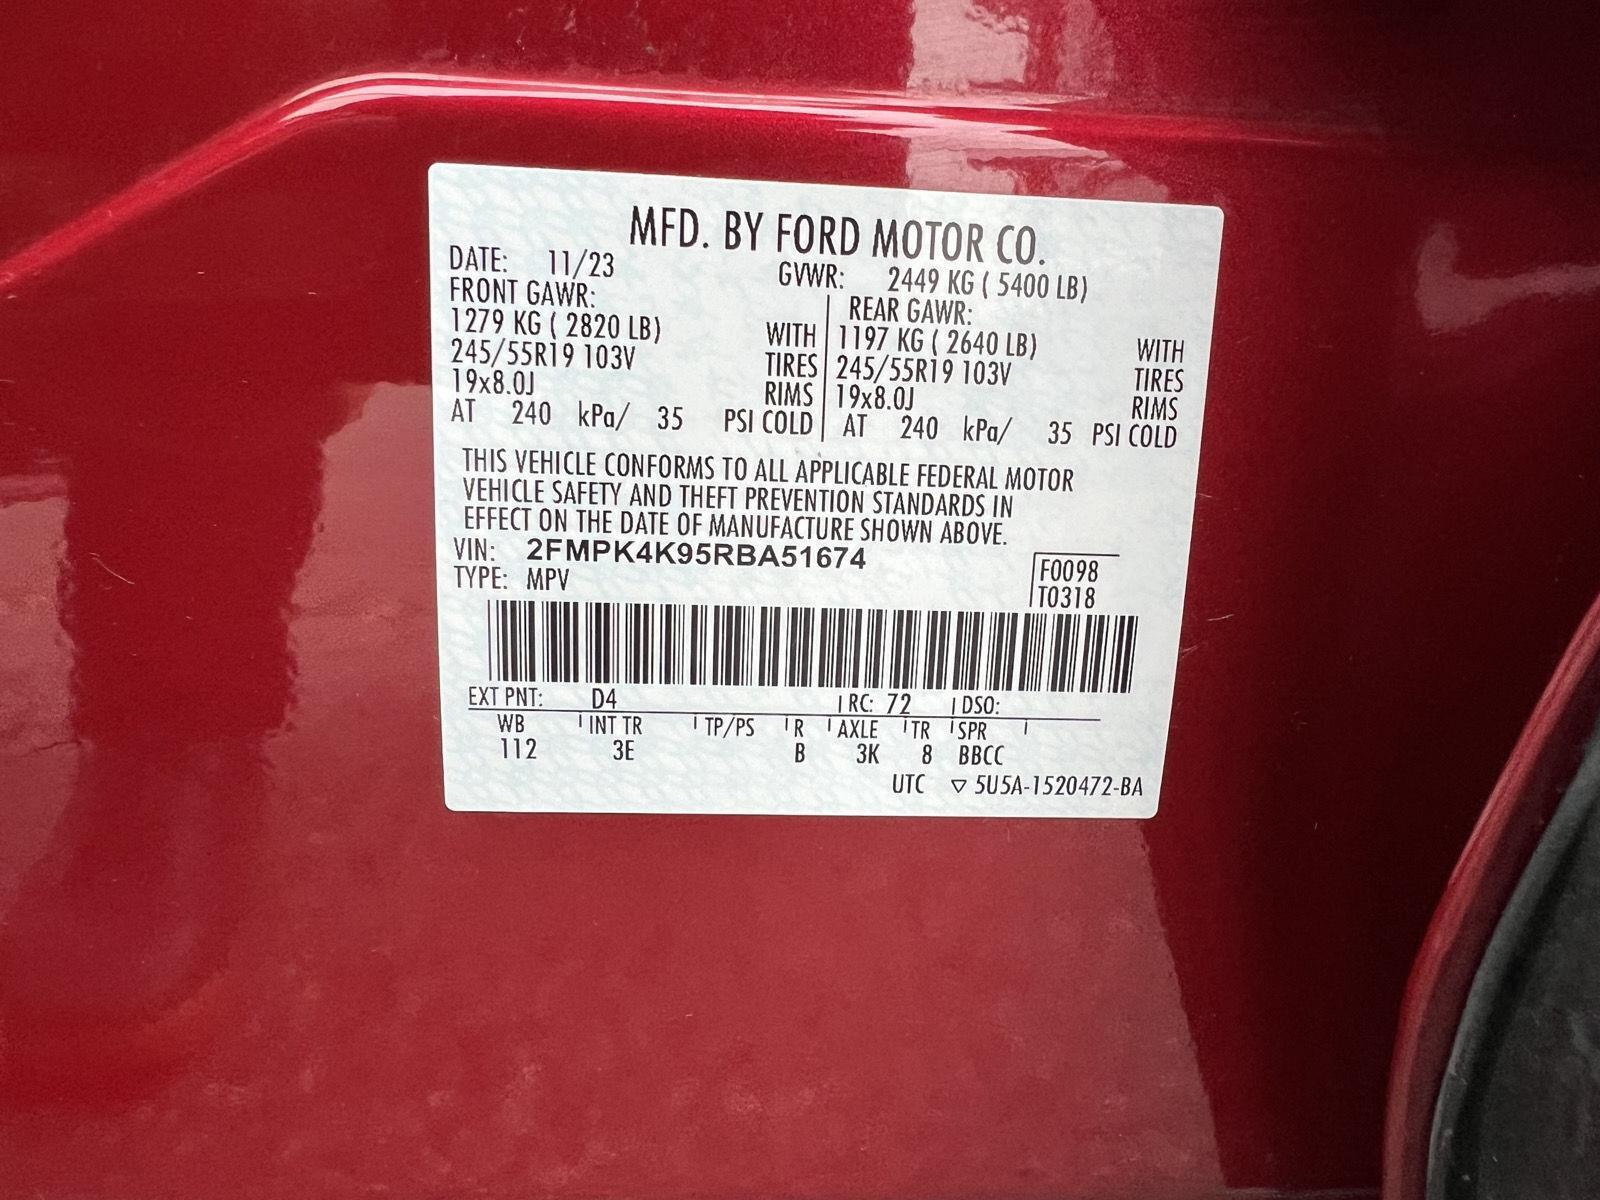 MFD. BY FORD MOTOR CO.
DATE: 11/23 GVWR: 2449 KG ( 5400 LB)
FRONT GAWR: REAR GAWR:
1279 KG ( 2820 LB) WITH 1197 KG ( 2640 LB) WITH
245/55R19 103V TIRES 245/55R19 103V TIRES
19x8.0J RIMS 19x8.0J RIMS
AT 240 kPa/ 35 PSI COLD AT 240 kPa/ 35 PSI COLD
THIS VEHICLE CONFORMS TO ALL APPLICABLE FEDERAL MOTOR
VEHICLE SAFETY AND THEFT PREVENTION STANDARDS IN
EFFECT ON THE DATE OF MANUFACTURE SHOWN ABOVE.
VIN: 2FMPK4K95RBA51674
F0098
TYPE: MPV
T0318
EXT PNT: D4 RC: 72 DSO:
WB INT TR TP/PS R AXLE TR SPR
112 3E B 3K 8 BBCC
UTC ▽ 5U5A-1520472-BA